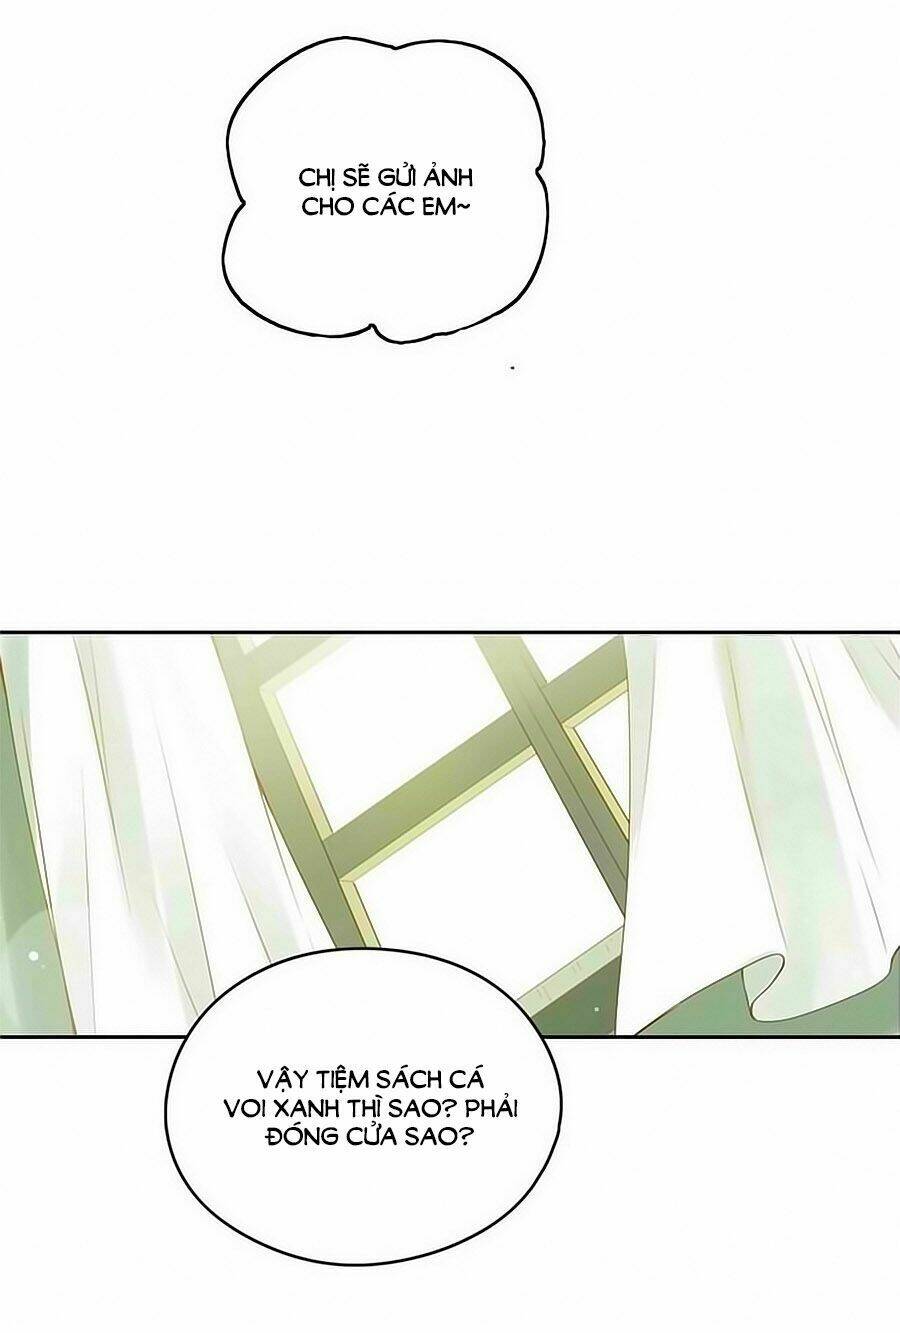 CHỊ SẼ GỬI ẢNH
CHO CÁC EM~
VẬY TIỆM SÁCH CÁ
VOI XANH THÌ SAO? PHẢI
ĐÓNG CỬA SAO?